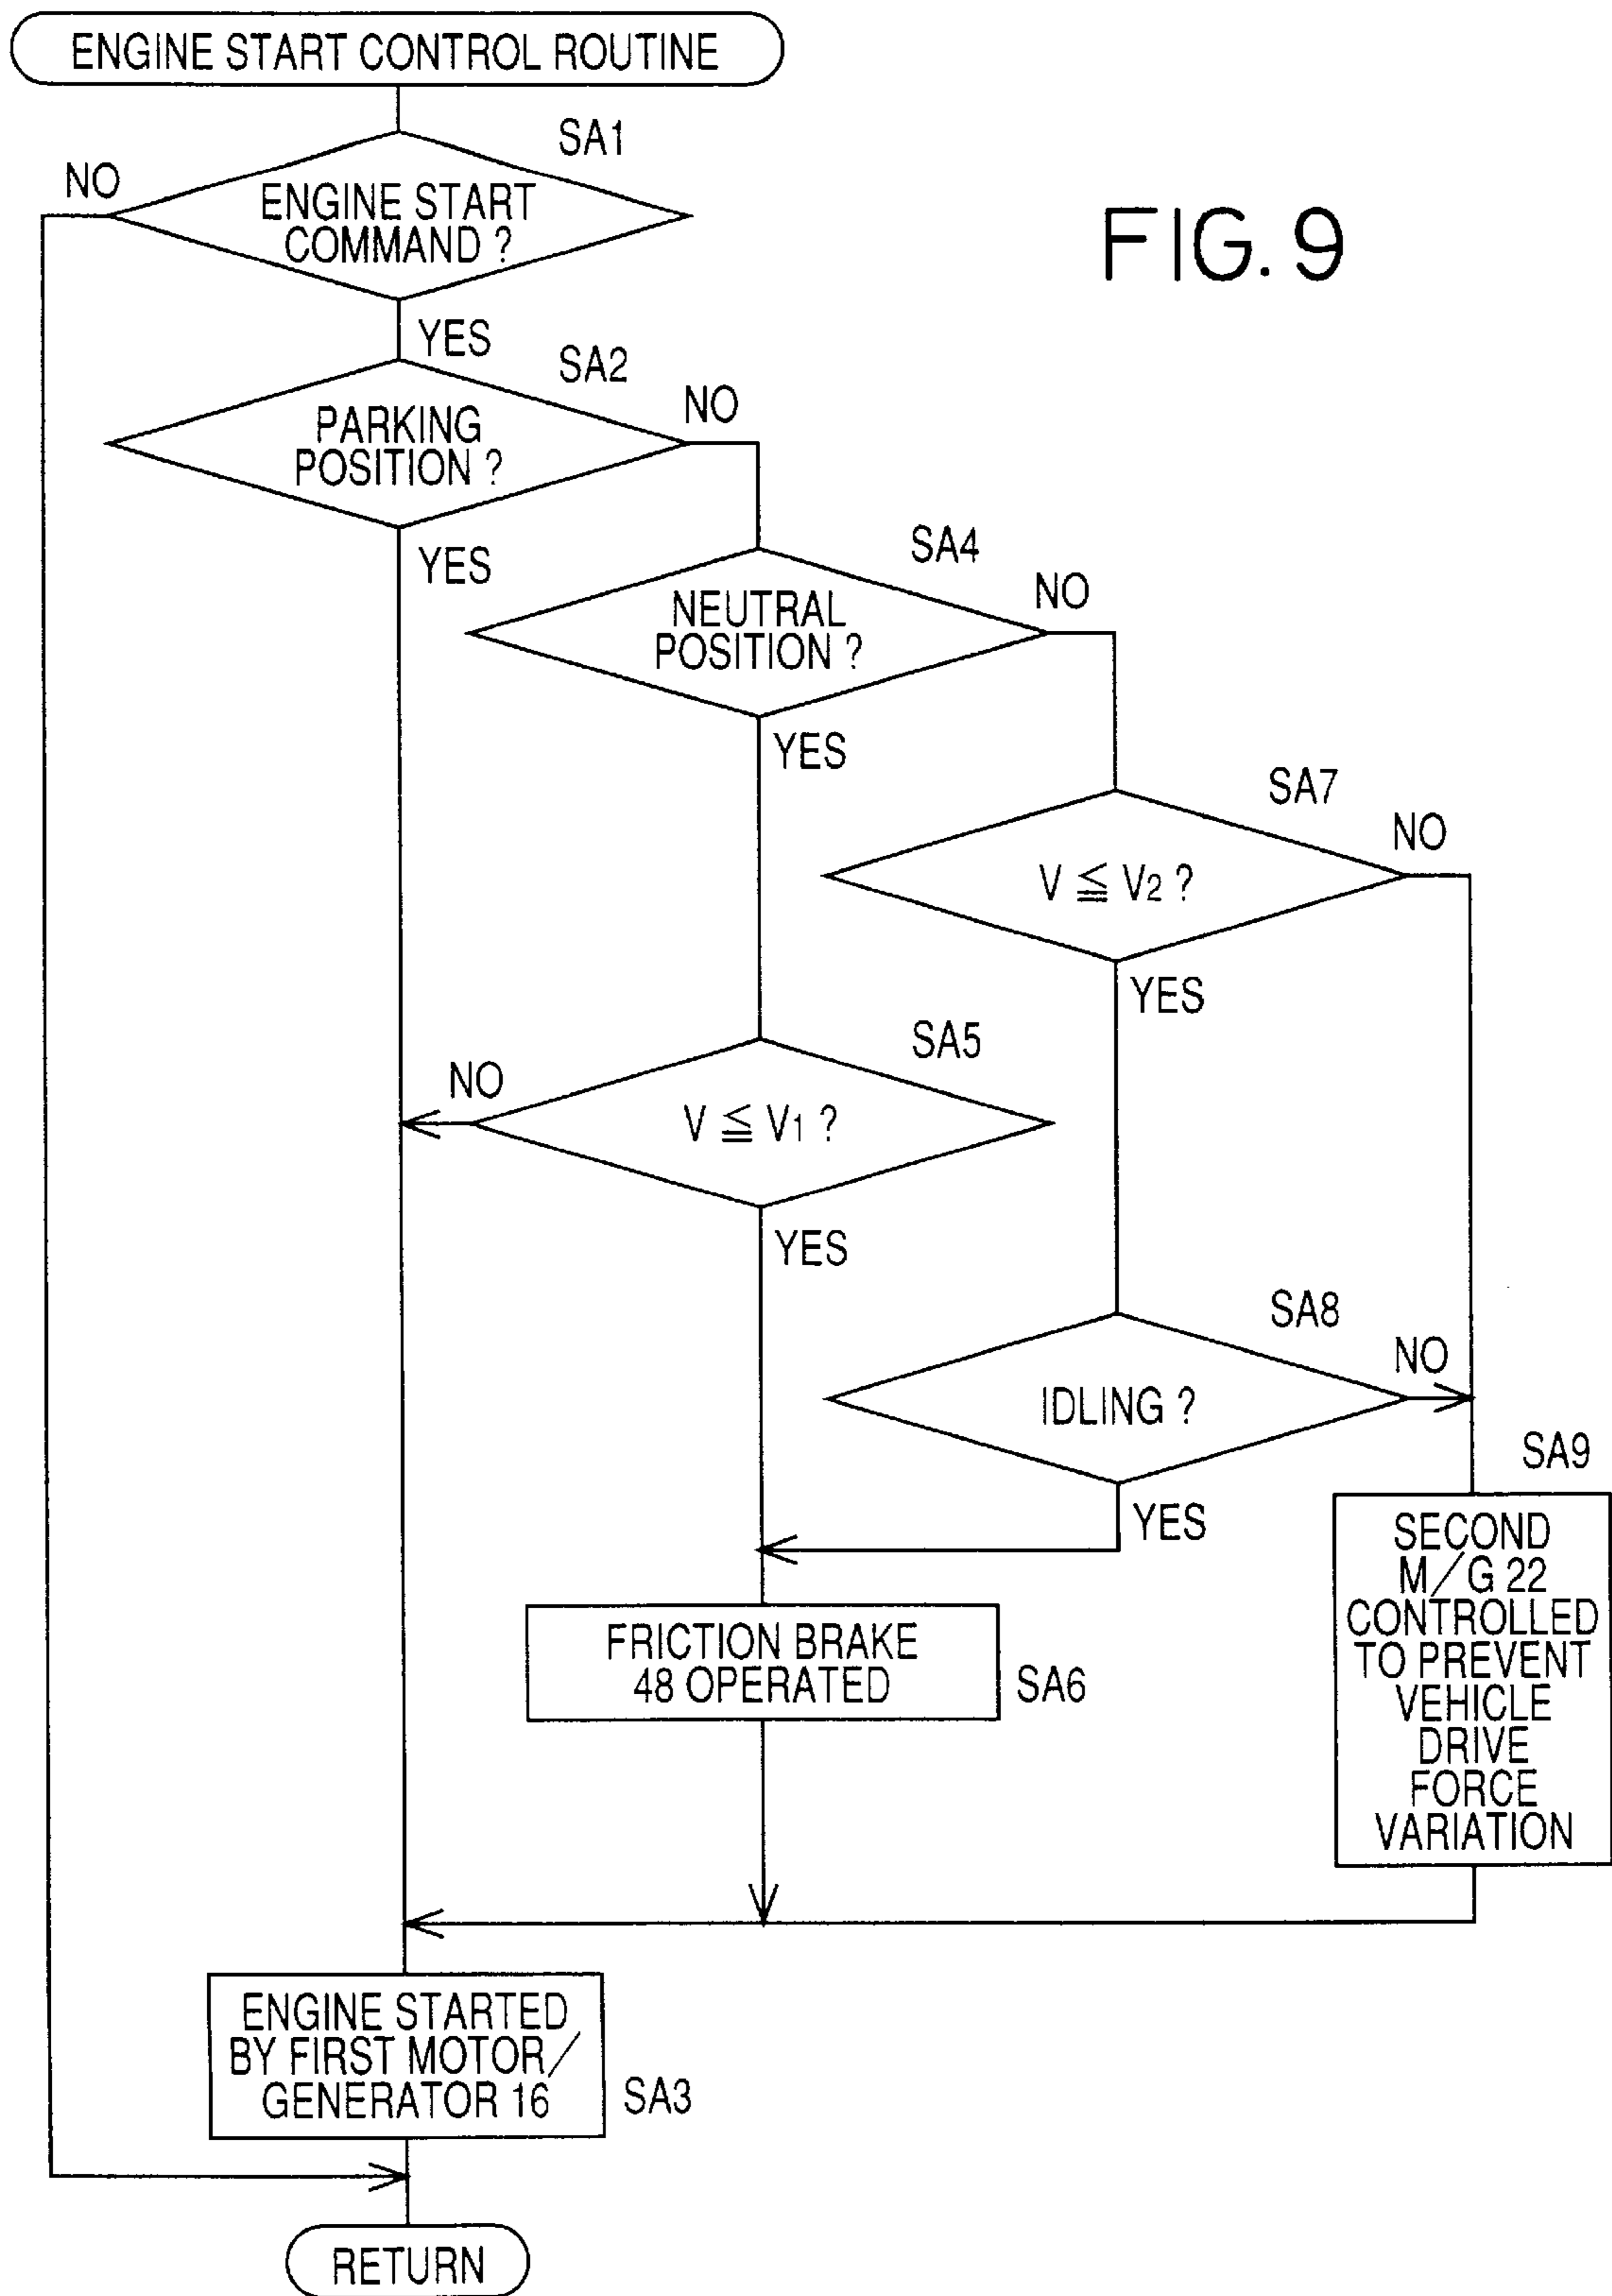 ENGINE START CONTROL ROUTINE
SA1
NO
ENGINE START
COMMAND ?
FIG. 9
YES
SA2
NO
PARKING
POSITION ?
YES
SA4
NO
NEUTRAL
POSITION ?
YES
SA7
NO
V ≦ V2 ?
YES
SA5
NO
V ≦ V1 ?
YES
SA8
NO
IDLING ?
YES
SA9
SECOND
M/G 22
CONTROLLED
TO PREVENT
VEHICLE
DRIVE
FORCE
VARIATION
FRICTION BRAKE
48 OPERATED
SA6
ENGINE STARTED
BY FIRST MOTOR/
GENERATOR 16
SA3
RETURN